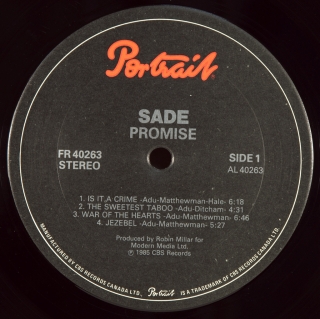 Portrait
SADE
PROMISE
FR 40263
STEREO
SIDE 1
AL 40263
1. IS IT A CRIME -Adu-Matthewman-Hale- 6:18
2. THE SWEETEST TABOO -Adu-Ditcham- 4:31
3. WAR OF THE HEARTS -Adu-Matthewman- 6:46
4. JEZEBEL -Adu-Matthewman- 5:27
Produced by Robin Millar for
Modern Media Ltd.
℗ 1985 CBS Records
MANUFACTURED BY CBS RECORDS CANADA LTD. Portrait IS A TRADEMARK OF CBS RECORDS CANADA LTD.